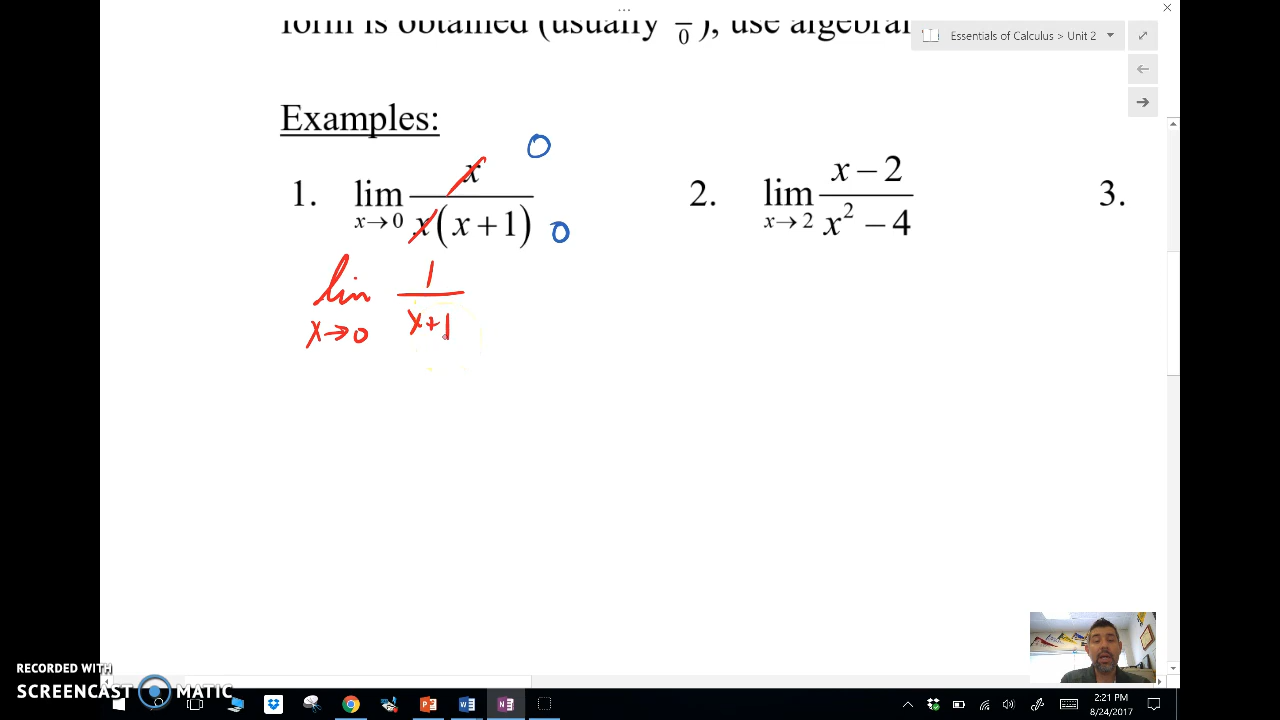 form is obtained (usually —/0), use algebrai
Essentials of Calculus > Unit 2
Examples:
0
1. lim x→0 x/x(x+1)
0
2. lim x→2 x−2/x²−4
3.
lim x→0 1/x+1
RECORDED WITH
SCREENCAST MATIC
2:21 PM
8/24/2017